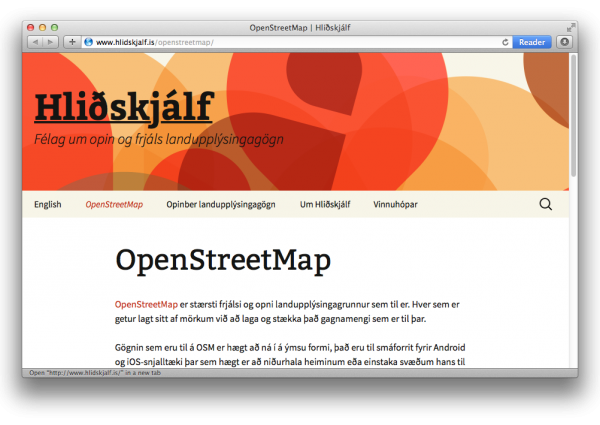 OpenStreetMap | Hliðskjálf
www.hlidskjalf.is/openstreetmap/
Reader
Hliðskjálf
Félag um opin og frjáls landupplýsingagögn
English OpenStreetMap Opinber landupplýsingagögn Um Hliðskjálf Vinnuhópar
OpenStreetMap
OpenStreetMap er stærsti frjálsi og opni landupplýsingagrunnur sem til er. Hver sem er
getur lagt sitt af mörkum við að laga og stækka það gagnamengi sem er til þar.
Gögnin sem eru til á OSM er hægt að ná í á ýmsu formi, það eru til smáforrit fyrir Android
og iOS-snjalltæki þar sem hægt er að niðurhala heiminum eða einstaka svæðum hans til
Open "http://www.hlidskjalf.is/" in a new tab